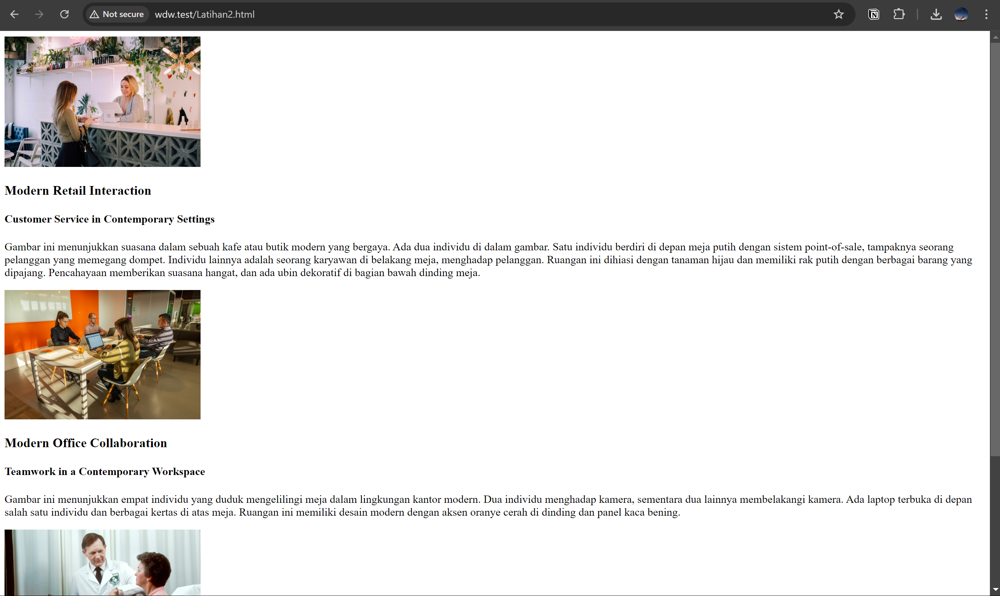 Not secure
wdw.test/Latihan2.html
Modern Retail Interaction
Customer Service in Contemporary Settings
Gambar ini menunjukkan suasana dalam sebuah kafe atau butik modern yang bergaya. Ada dua individu di dalam gambar. Satu individu berdiri di depan meja putih dengan sistem point-of-sale, tampaknya seorang
pelanggan yang memegang dompet. Individu lainnya adalah seorang karyawan di belakang meja, menghadap pelanggan. Ruangan ini dihiasi dengan tanaman hijau dan memiliki rak putih dengan berbagai barang yang
dipajang. Pencahayaan memberikan suasana hangat, dan ada ubin dekoratif di bagian bawah dinding meja.
Modern Office Collaboration
Teamwork in a Contemporary Workspace
Gambar ini menunjukkan empat individu yang duduk mengelilingi meja dalam lingkungan kantor modern. Dua individu menghadap kamera, sementara dua lainnya membelakangi kamera. Ada laptop terbuka di depan
salah satu individu dan berbagai kertas di atas meja. Ruangan ini memiliki desain modern dengan aksen oranye cerah di dinding dan panel kaca bening.